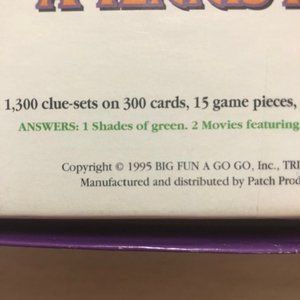 1,300 clue-sets on 300 cards, 15 game pieces,
ANSWERS: 1 Shades of green. 2 Movies featuring
Copyright © 1995 BIG FUN A GO GO, Inc., TRI
Manufactured and distributed by Patch Prod